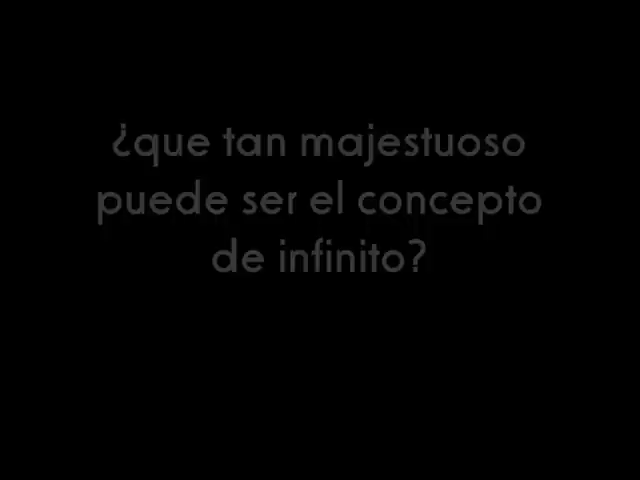 ¿que tan majestuoso
puede ser el concepto
de infinito?